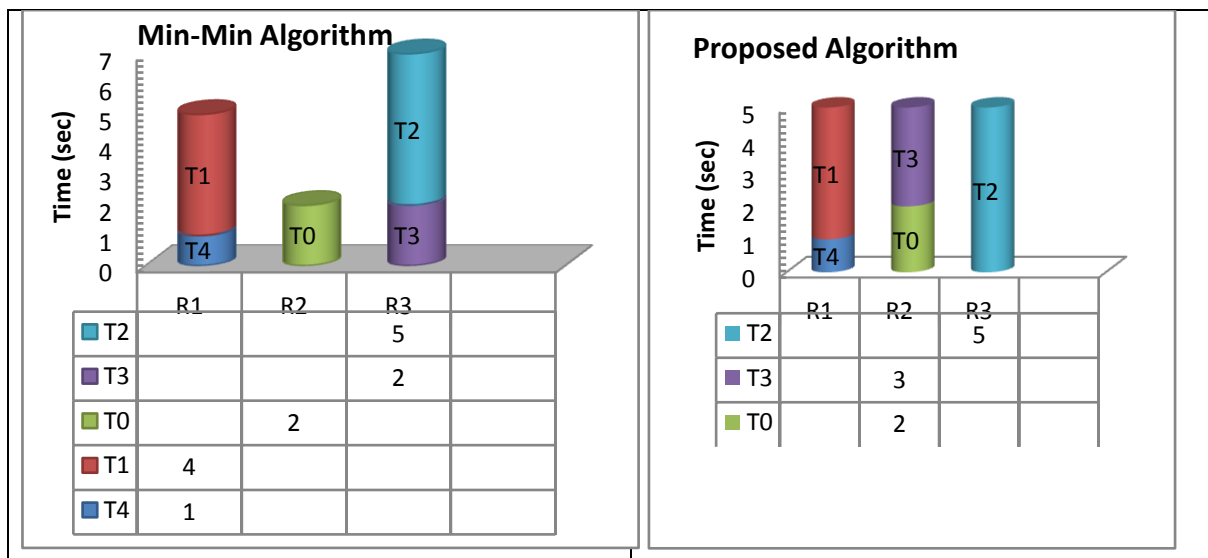 Min-Min Algorithm
Time (sec)
7
6
5
4
3
2
1
0
T1
T4
T0
T2
T3
R1 R2 R3
T2 5
T3 2
T0 2
T1 4
T4 1
Proposed Algorithm
Time (sec)
5
4
3
2
1
0
T1
T4
T3
T0
T2
R1 R2 R3
T2 5
T3 3
T0 2